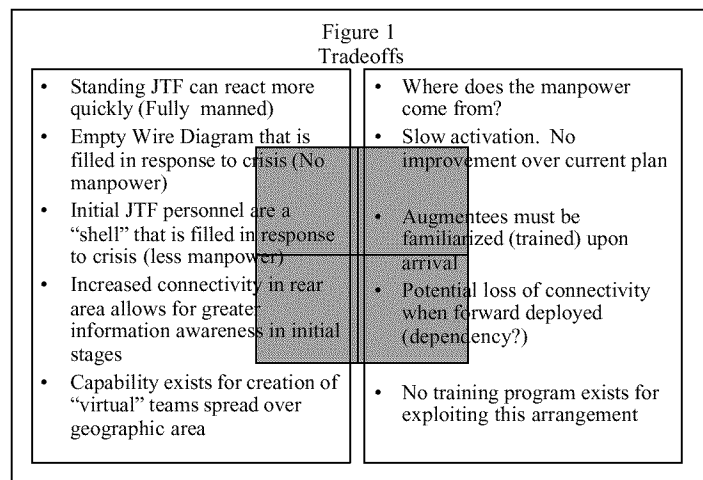 Figure 1
Tradeoffs
• Standing JTF can react more
quickly (Fully manned)
• Empty Wire Diagram that is
filled in response to crisis (No
manpower)
• Initial JTF personnel are a
“shell” that is filled in response
to crisis (less manpower)
• Increased connectivity in rear
area allows for greater
information awareness in initial
stages
• Capability exists for creation of
“virtual” teams spread over
geographic area
• Where does the manpower
come from?
• Slow activation. No
improvement over current plan
• Augmentees must be
familiarized (trained) upon
arrival
• Potential loss of connectivity
when forward deployed
(dependency?)
• No training program exists for
exploiting this arrangement